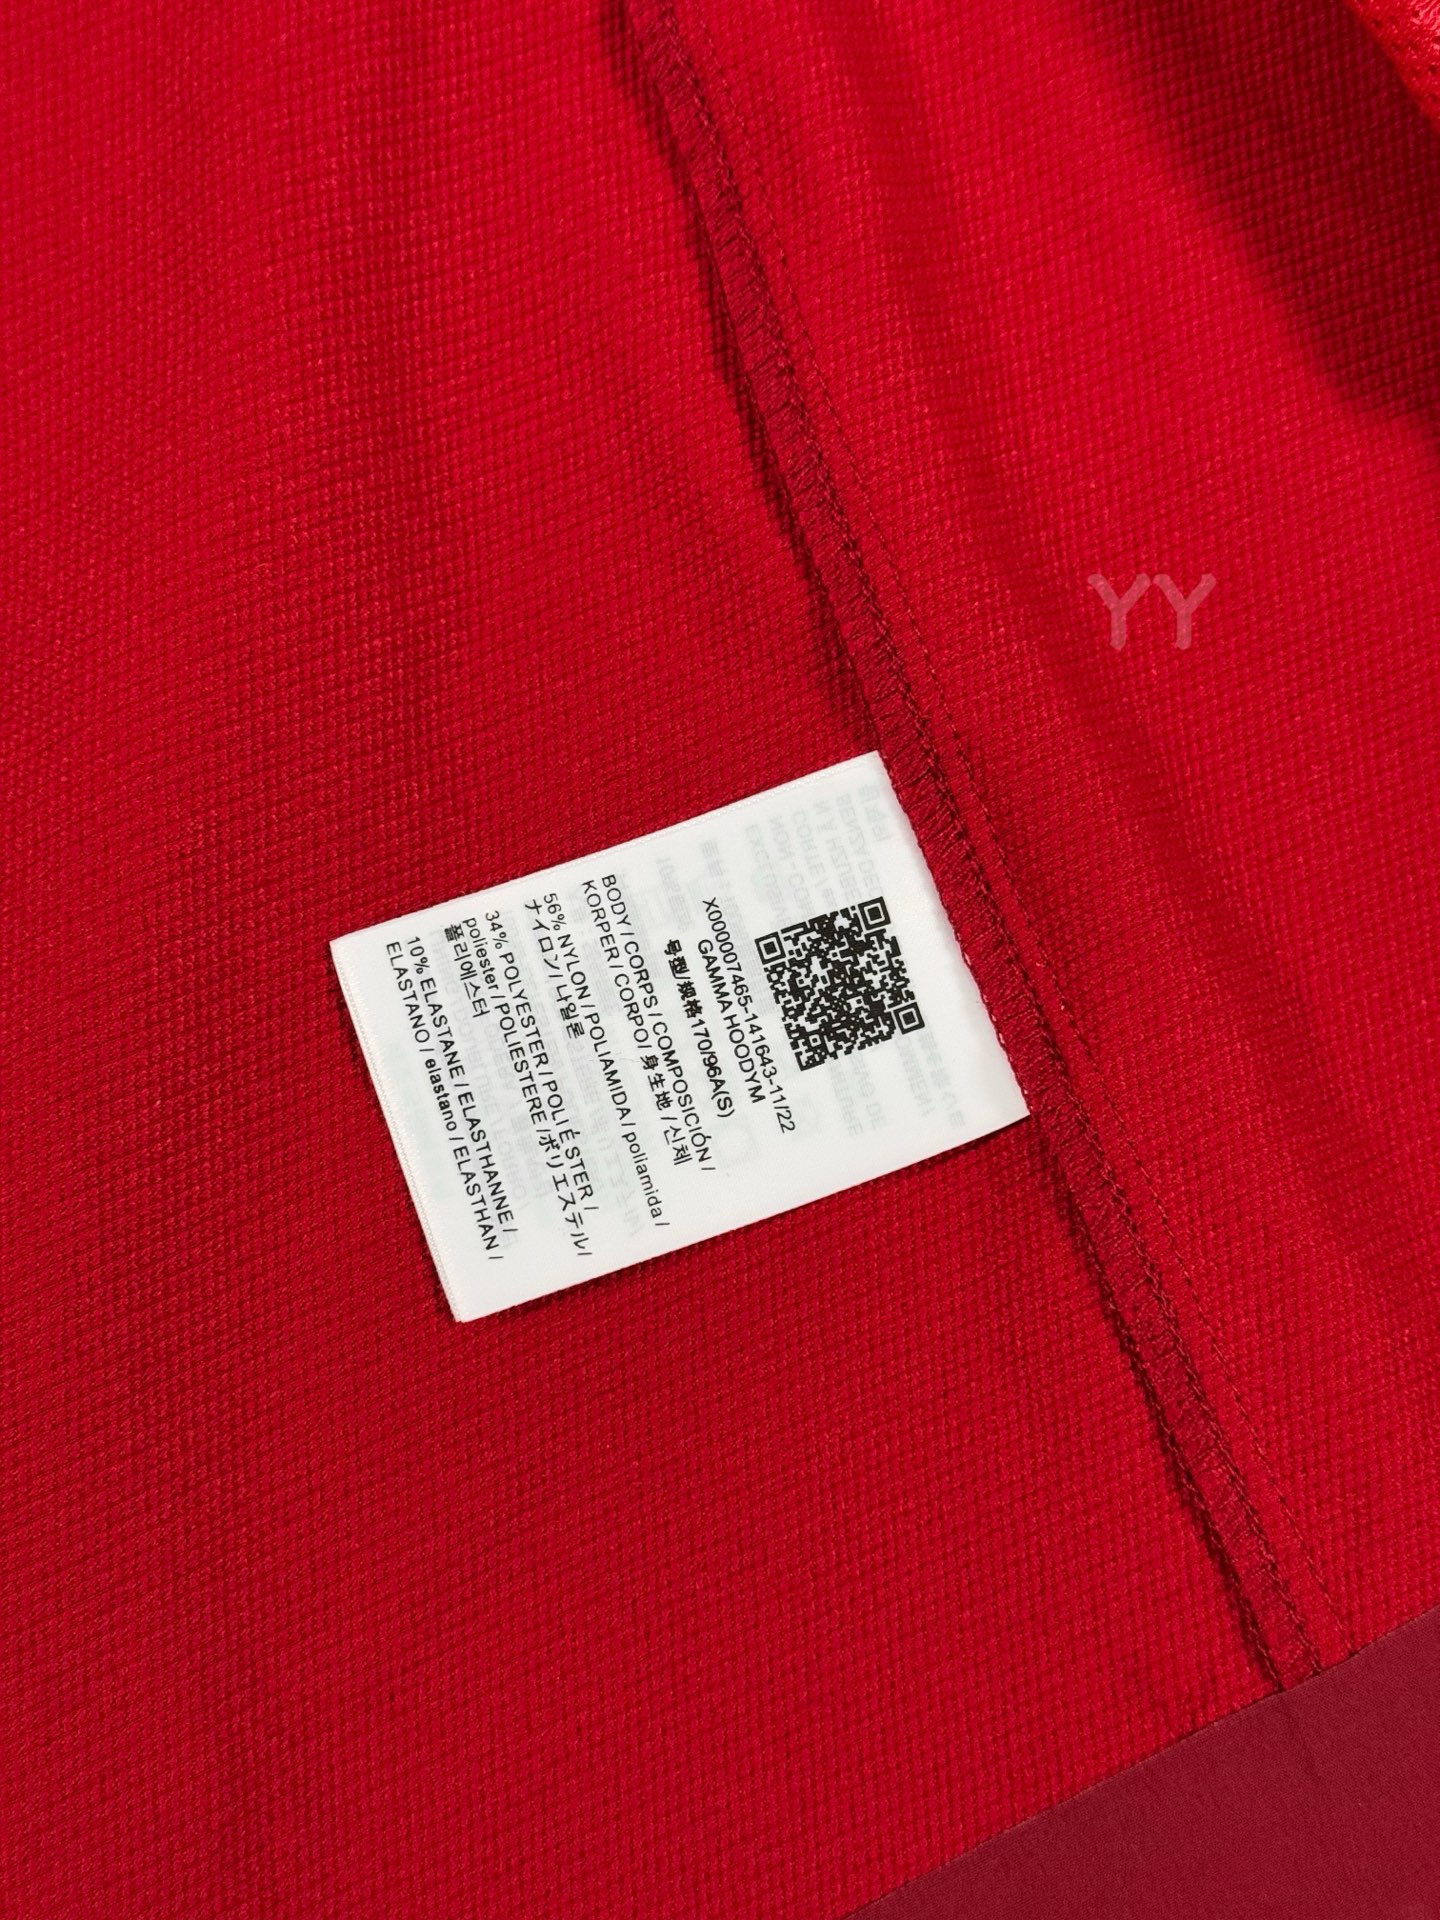 YY
X000007465-141643-11/22
GAMMA HOODYM
号型/规格170/96A(S)
BODY / CORPS / COMPOSICIÓN /
KORPER / CORPO/ 身生地 / 신체
56% NYLON / POLIAMIDA / poliamida /
ナイロン/ 나일론
34% POLYESTER / POLIÉSTER /
poliester / POLIESTERE /ポリエステル/
폴리에스터
10% ELASTANE / ELASTHANNE /
ELASTANO / elastano / ELASTHAN /